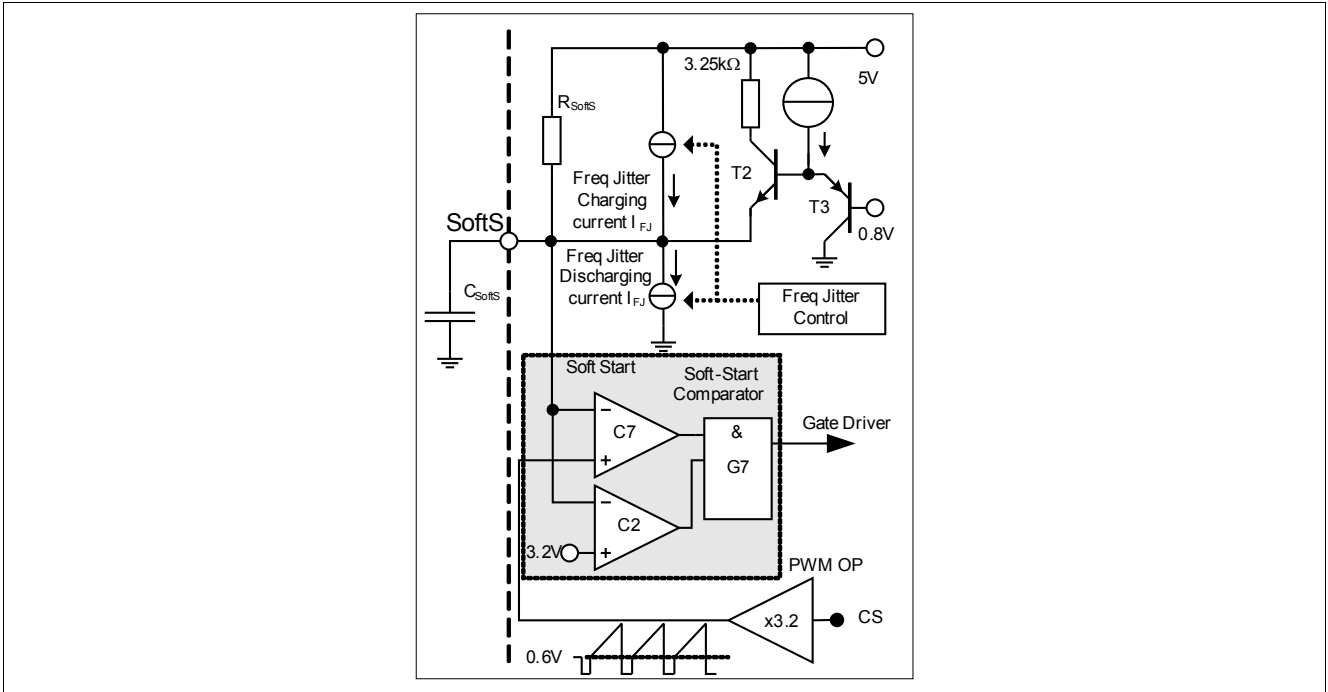 3.25kΩ
5V
RSoftS
T2
T3
0.8V
Freq Jitter
Charging
current I FJ
SoftS
Freq Jitter
Discharging
current I FJ
CSoftS
Freq Jitter
Control
Soft Start
Soft-Start
Comparator
−
C7
+
&
G7
Gate Driver
−
C2
+
3.2V
PWM OP
x3.2
CS
0.6V